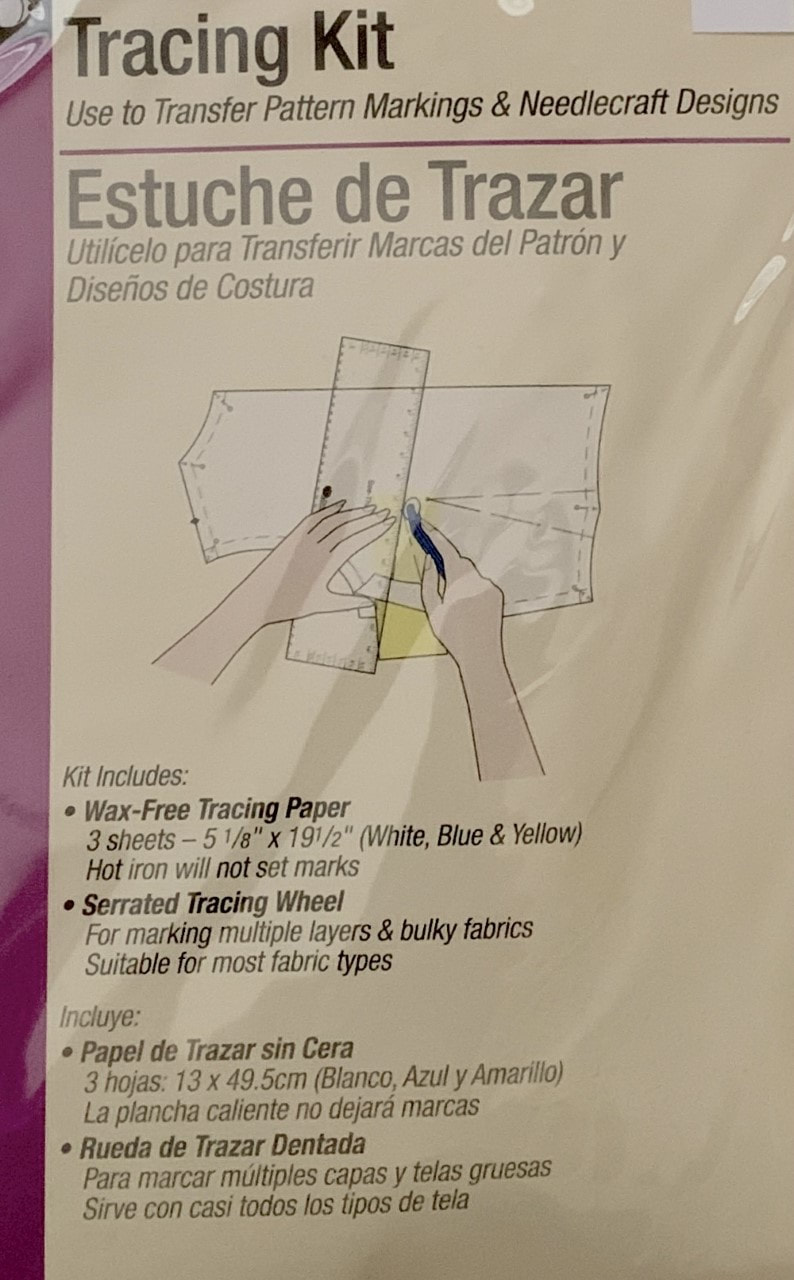 Tracing Kit
Use to Transfer Pattern Markings & Needlecraft Designs
Estuche de Trazar
Utilícelo para Transferir Marcas del Patrón y
Diseños de Costura
Kit Includes:
• Wax-Free Tracing Paper
3 sheets – 5 1/8" x 19 1/2" (White, Blue & Yellow)
Hot iron will not set marks
• Serrated Tracing Wheel
For marking multiple layers & bulky fabrics
Suitable for most fabric types
Incluye:
• Papel de Trazar sin Cera
3 hojas: 13 x 49.5cm (Blanco, Azul y Amarillo)
La plancha caliente no dejará marcas
• Rueda de Trazar Dentada
Para marcar múltiples capas y telas gruesas
Sirve con casi todos los tipos de tela